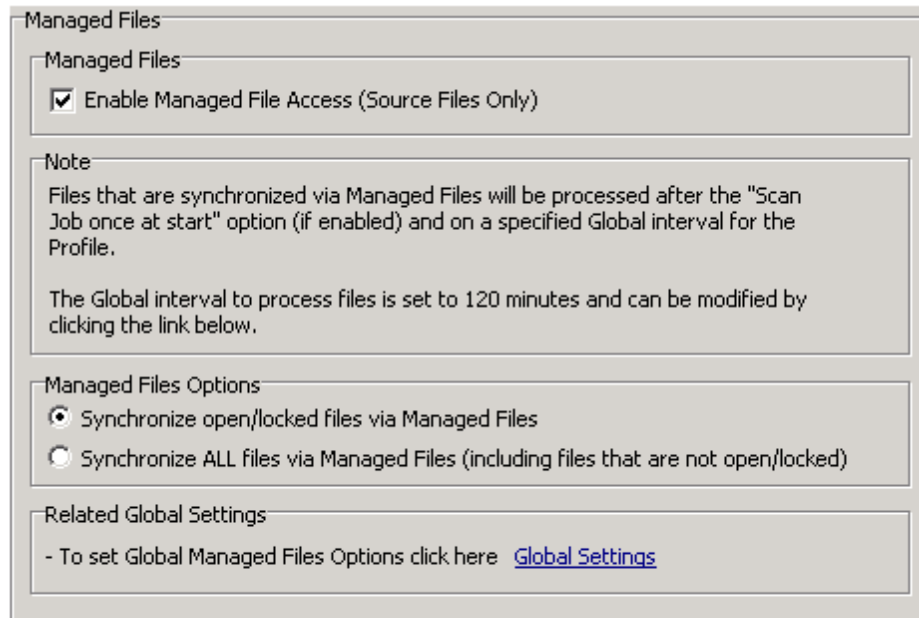 Managed Files
Managed Files
Enable Managed File Access (Source Files Only)
Note
Files that are synchronized via Managed Files will be processed after the "Scan
Job once at start" option (if enabled) and on a specified Global interval for the
Profile.
The Global interval to process files is set to 120 minutes and can be modified by
clicking the link below.
Managed Files Options
Synchronize open/locked files via Managed Files
Synchronize ALL files via Managed Files (including files that are not open/locked)
Related Global Settings
- To set Global Managed Files Options click here Global Settings